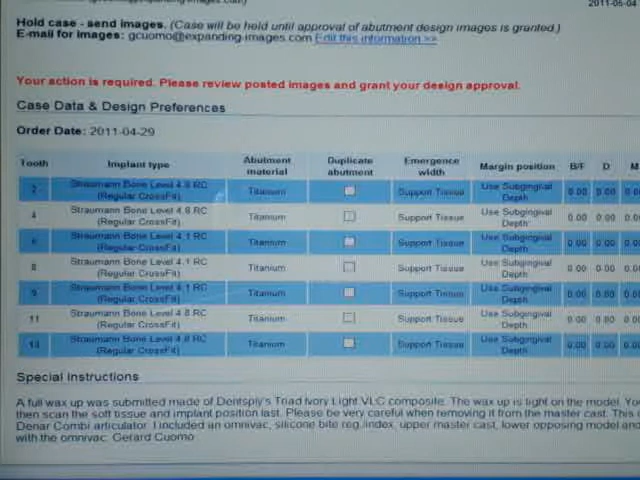 2011-05-04
Hold case - send images. (Case will be held until approval of abutment design images is granted.)
E-mail for images: gcuomo@expanding-images.com Edit this information >>
Your action is required. Please review posted images and grant your design approval.
Case Data & Design Preferences
Order Date: 2011-04-29
Tooth Implant type Abutment material Duplicate abutment Emergence width Margin position B/F D M
Straumann Bone Level 4.8 RC (Regular CrossFit) Titanium Support Tissue Use Subgingival Depth 0.00 0.00 0.00
4 Straumann Bone Level 4.8 RC (Regular CrossFit) Titanium Support Tissue Use Subgingival Depth 0.00 0.00 0.00
Straumann Bone Level 4.1 RC (Regular CrossFit) Titanium Support Tissue Use Subgingival Depth 0.00 0.00 0.00
8 Straumann Bone Level 4.1 RC (Regular CrossFit) Titanium Support Tissue Use Subgingival Depth 0.00 0.00 0.00
9 Straumann Bone Level 4.1 RC (Regular CrossFit) Titanium Support Tissue Use Subgingival Depth 0.00 0.00 0.00
11 Straumann Bone Level 4.8 RC (Regular CrossFit) Titanium Support Tissue Use Subgingival Depth 0.00 0.00 0.00
13 Straumann Bone Level 4.8 RC (Regular CrossFit) Titanium Support Tissue Use Subgingival Depth 0.00 0.00 0.00
Special Instructions
A full wax up was submitted made of Dentsply's Triad Ivory Light VLC composite. The wax up is tight on the model. Yo
then scan the soft tissue and implant position last. Please be very careful when removing it from the master cast. This
Denar Combi articulator. I included an omnivac, silicone bite reg./index, upper master cast, lower opposing model and
with the omnivac. Gerard Cuomo